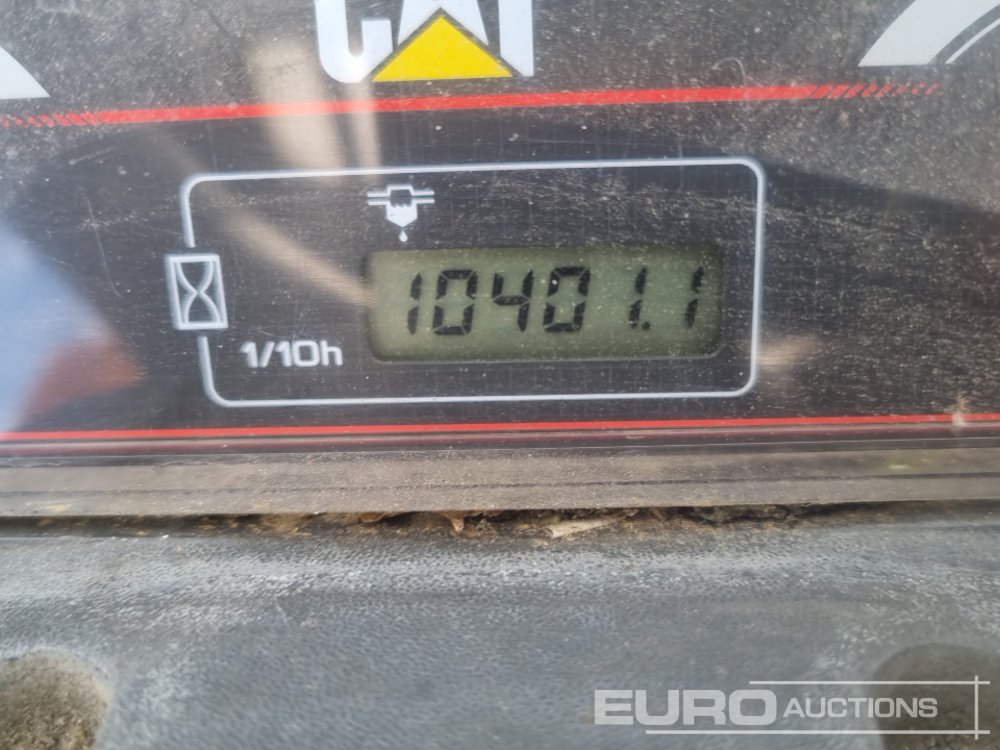 CAT
10401.1
1/10h
EURO AUCTIONS